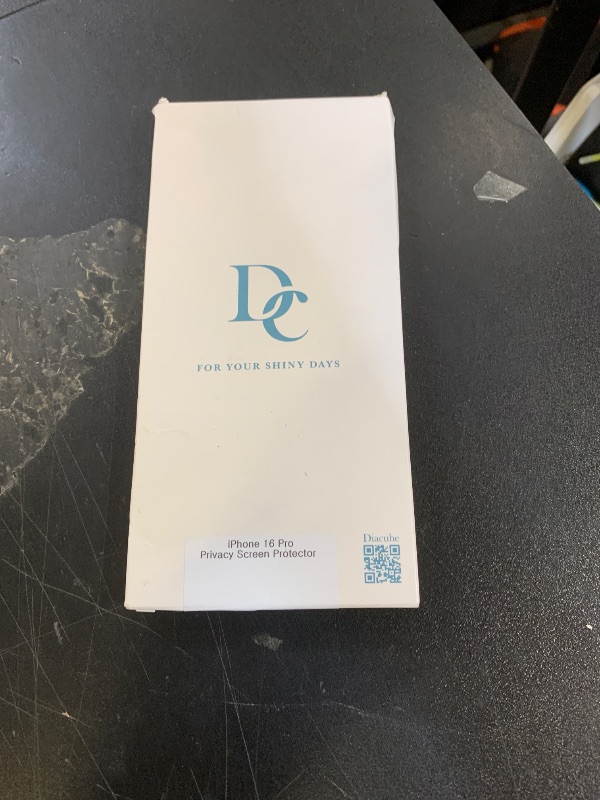 DC
FOR YOUR SHINY DAYS
Diacube
iPhone 16 Pro
Privacy Screen Protector